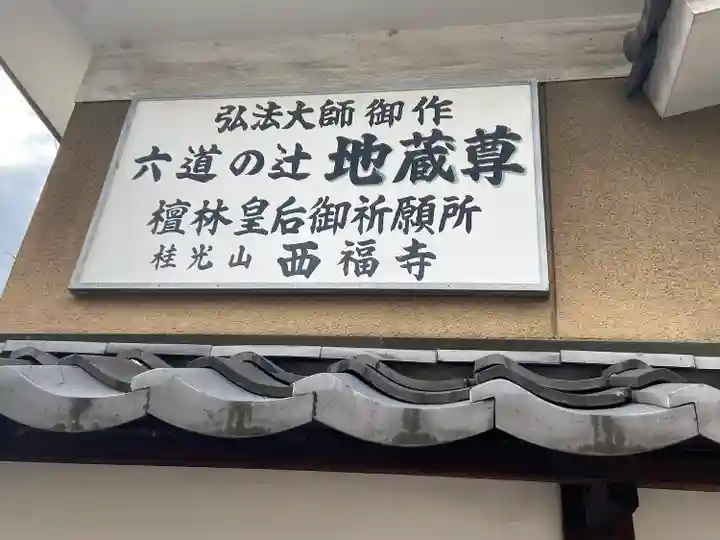 弘法大師御作
六道の辻 地蔵尊
檀林皇后御祈願所
桂光山 西福寺